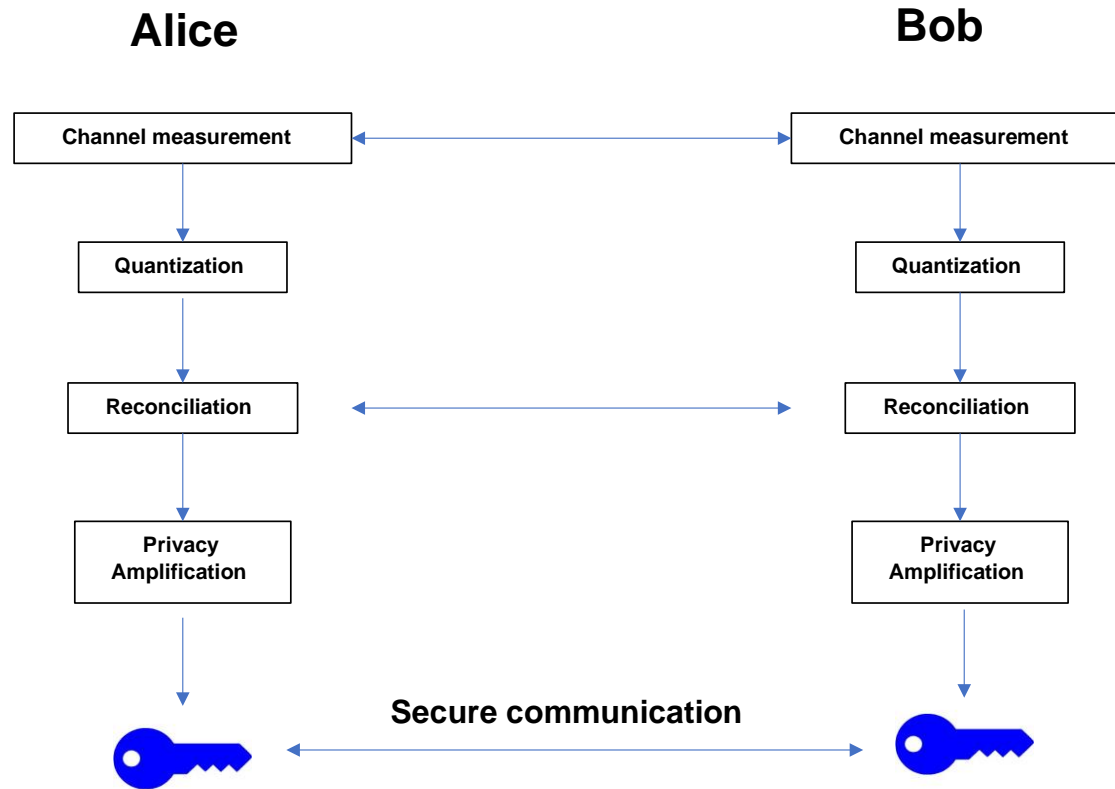 Alice
Bob
Channel measurement
Channel measurement
Quantization
Quantization
Reconciliation
Reconciliation
Privacy
Amplification
Privacy
Amplification
Secure communication